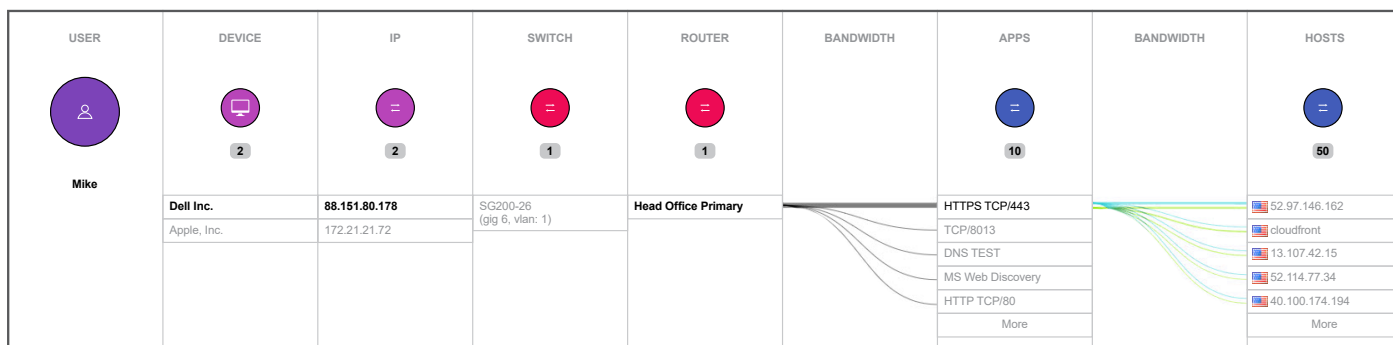 USER DEVICE IP SWITCH ROUTER BANDWIDTH APPS BANDWIDTH HOSTS
2 2 1 1 10 50
Mike
Dell Inc. 88.151.80.178 SG200-26 Head Office Primary HTTPS TCP/443 52.97.146.162
(gig 6, vlan: 1)
Apple, Inc. 172.21.21.72 TCP/8013 cloudfront
DNS TEST 13.107.42.15
MS Web Discovery 52.114.77.34
HTTP TCP/80 40.100.174.194
More More